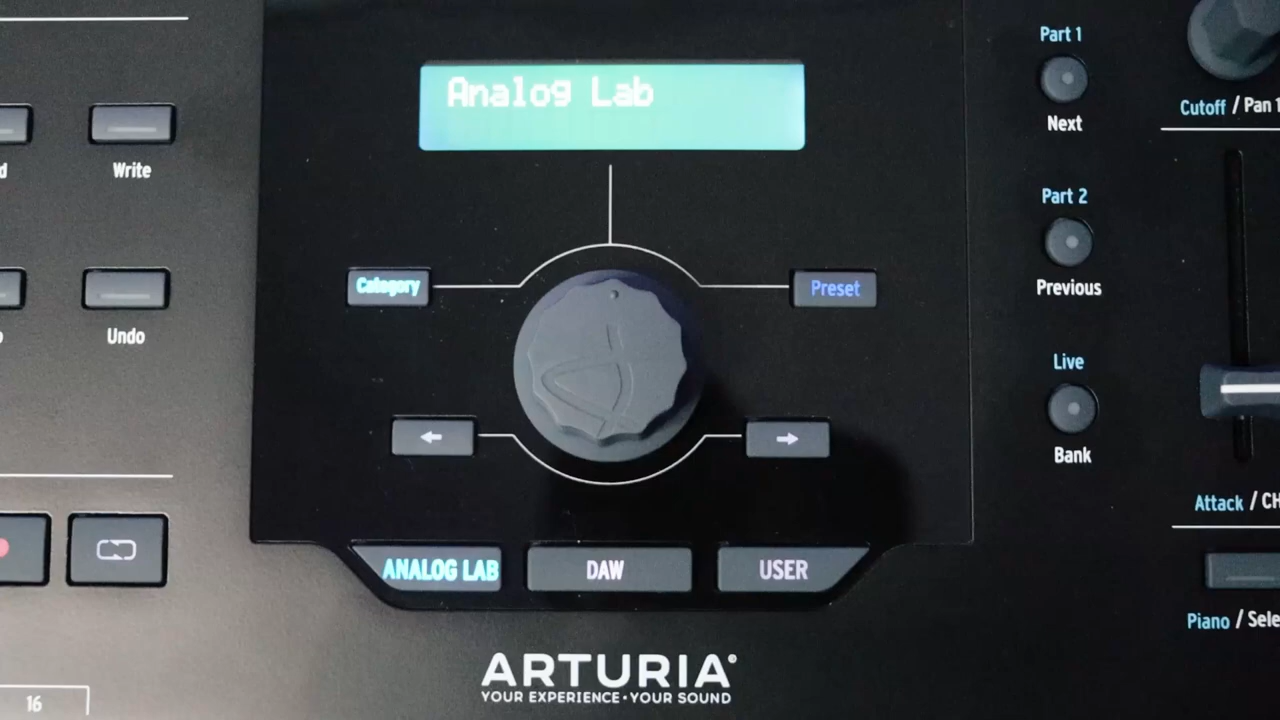 Analog Lab
Part 1
Next
Cutoff / Pan 1
Write
Part 2
Category
Preset
Previous
Undo
Live
Bank
Attack / CH
ANALOG LAB
DAW
USER
Piano / Sele
ARTURIA
YOUR EXPERIENCE • YOUR SOUND
16